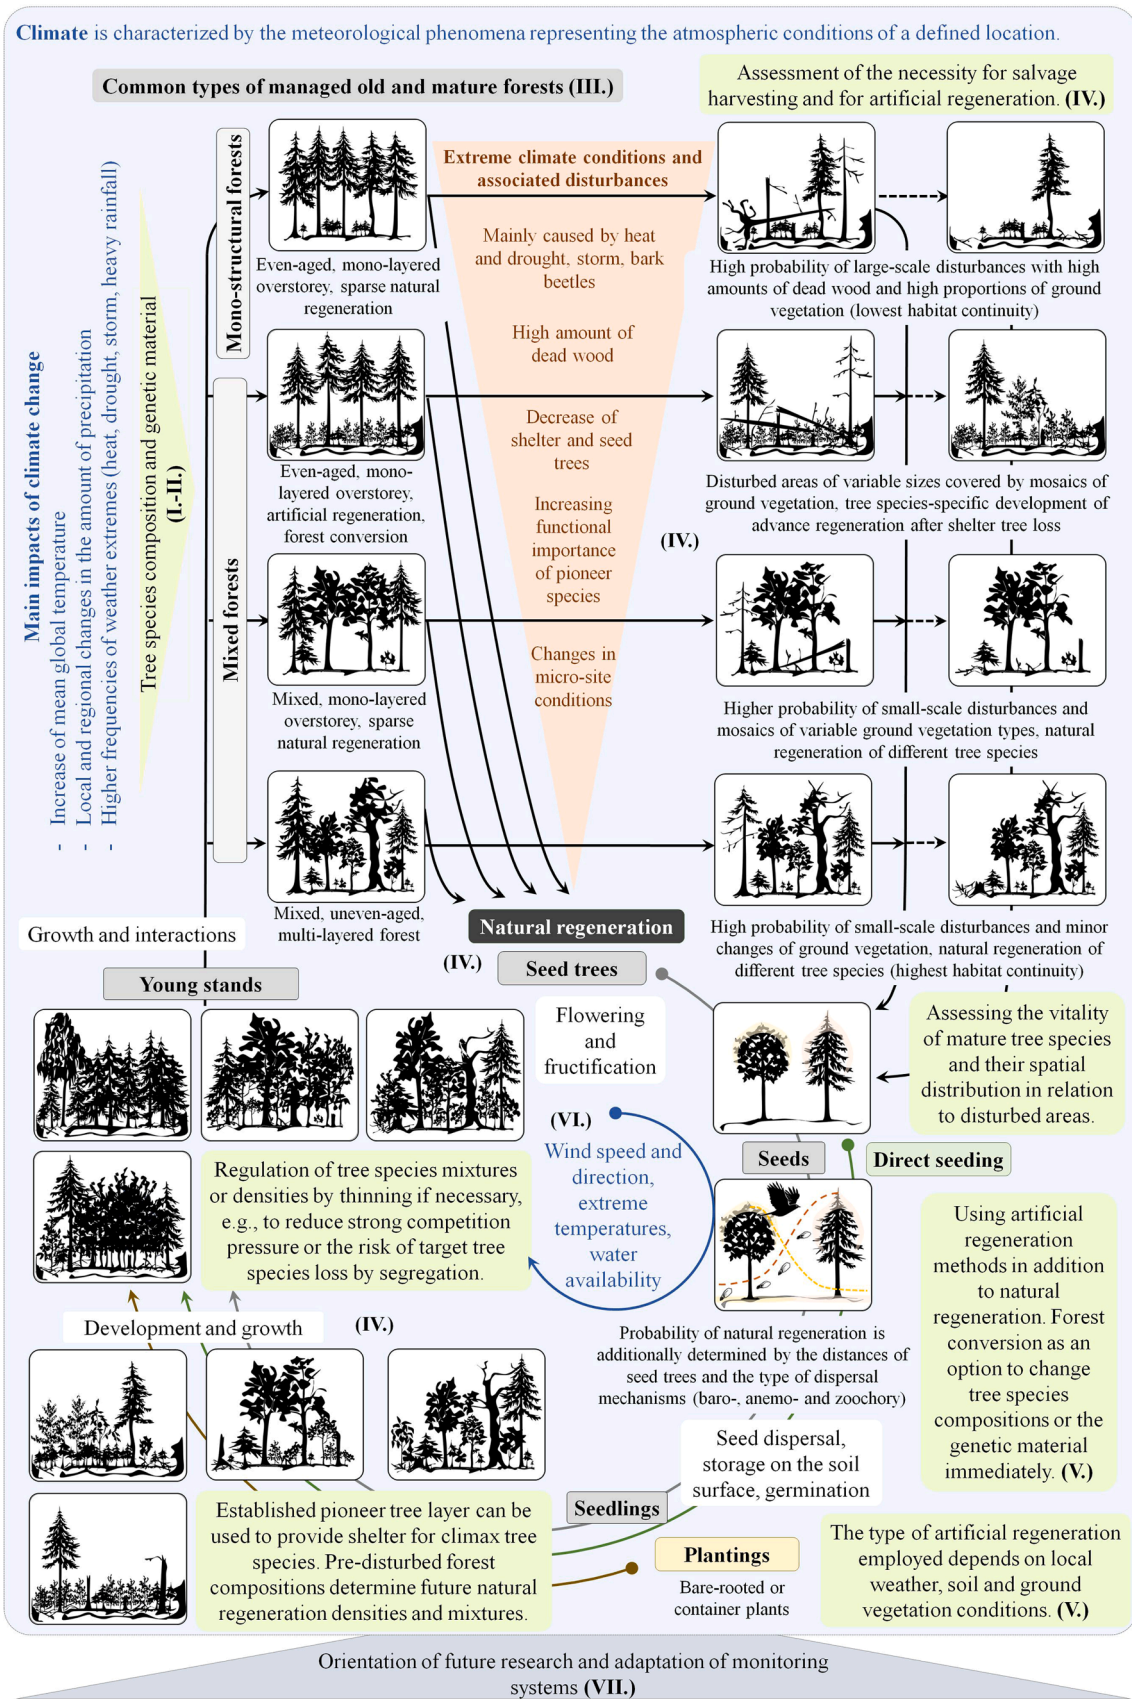 Climate is characterized by the meteorological phenomena representing the atmospheric conditions of a defined location.
Common types of managed old and mature forests (III.)
Assessment of the necessity for salvage
harvesting and for artificial regeneration. (IV.)
Main impacts of climate change
- Increase of mean global temperature
- Local and regional changes in the amount of precipitation
- Higher frequencies of weather extremes (heat, drought, storm, heavy rainfall)
Tree species composition and genetic material
(I.-II.)
Mono-structural forests
Mixed forests
Even-aged, mono-layered
overstorey, sparse natural
regeneration
Even-aged, mono-
layered overstorey,
artificial regeneration,
forest conversion
Mixed, mono-layered
overstorey, sparse
natural regeneration
Mixed, uneven-aged,
multi-layered forest
Extreme climate conditions and
associated disturbances
Mainly caused by heat
and drought, storm, bark
beetles
High amount of
dead wood
Decrease of
shelter and seed
trees
Increasing
functional
importance
of pioneer
species
Changes in
micro-site
conditions
(IV.)
High probability of large-scale disturbances with high
amounts of dead wood and high proportions of ground
vegetation (lowest habitat continuity)
Disturbed areas of variable sizes covered by mosaics of
ground vegetation, tree species-specific development of
advance regeneration after shelter tree loss
Higher probability of small-scale disturbances and
mosaics of variable ground vegetation types, natural
regeneration of different tree species
High probability of small-scale disturbances and minor
changes of ground vegetation, natural regeneration of
different tree species (highest habitat continuity)
Natural regeneration
(IV.)
Seed trees
Flowering
and
fructification
Growth and interactions
Young stands
Assessing the vitality
of mature tree species
and their spatial
distribution in relation
to disturbed areas.
(VI.)
Wind speed and
direction,
extreme
temperatures,
water
availability
Seeds
Direct seeding
Regulation of tree species mixtures
or densities by thinning if necessary,
e.g., to reduce strong competition
pressure or the risk of target tree
species loss by segregation.
Using artificial
regeneration
methods in addition
to natural
regeneration. Forest
conversion as an
option to change
tree species
compositions or the
genetic material
immediately. (V.)
Development and growth
(IV.)
Probability of natural regeneration is
additionally determined by the distances of
seed trees and the type of dispersal
mechanisms (baro-, anemo- and zoochory)
Seed dispersal,
storage on the soil
surface, germination
Seedlings
Established pioneer tree layer can be
used to provide shelter for climax tree
species. Pre-disturbed forest
compositions determine future natural
regeneration densities and mixtures.
Plantings
Bare-rooted or
container plants
The type of artificial regeneration
employed depends on local
weather, soil and ground
vegetation conditions. (V.)
Orientation of future research and adaptation of monitoring
systems (VII.)